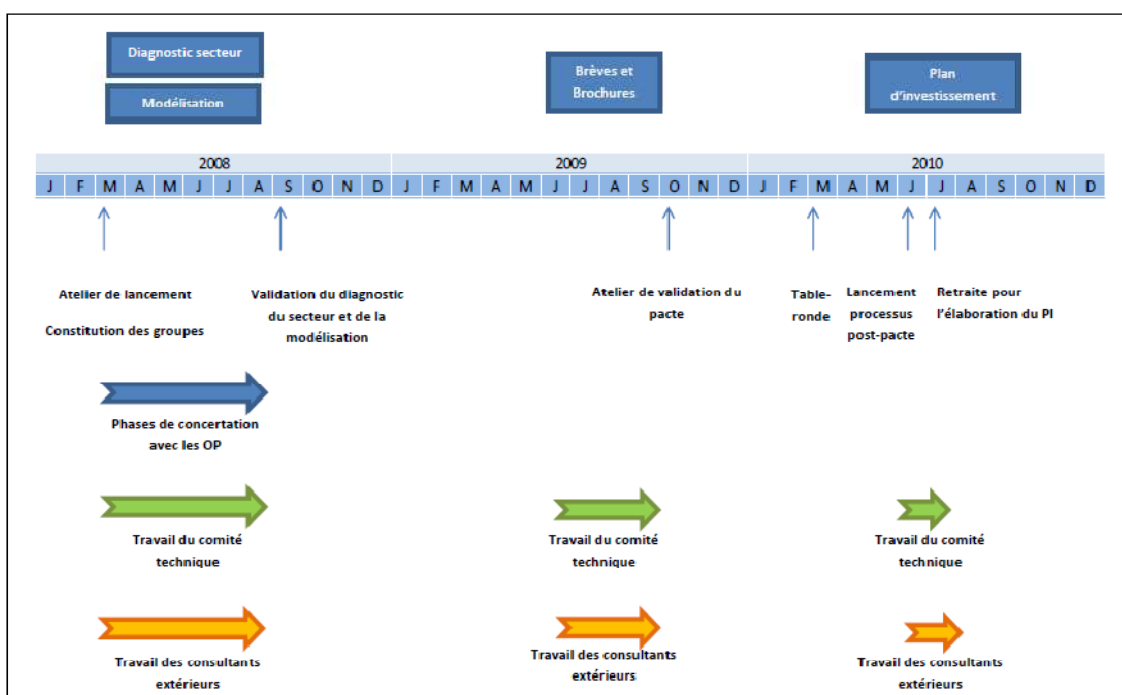 Diagnostic secteur
Modélisation
Brèves et
Brochures
Plan
d'investissement
2008 2009 2010
J F M A M J J A S O N D J F M A M J J A S O N D J F M A M J J A S O N D
Atelier de lancement
Constitution des groupes
Validation du diagnostic
du secteur et de la
modélisation
Atelier de validation du
pacte
Table-
ronde
Lancement
processus
post-pacte
Retraite pour
l'élaboration du PI
Phases de concertation
avec les OP
Travail du comité
technique
Travail du comité
technique
Travail du comité
technique
Travail des consultants
extérieurs
Travail des consultants
extérieurs
Travail des consultants
extérieurs